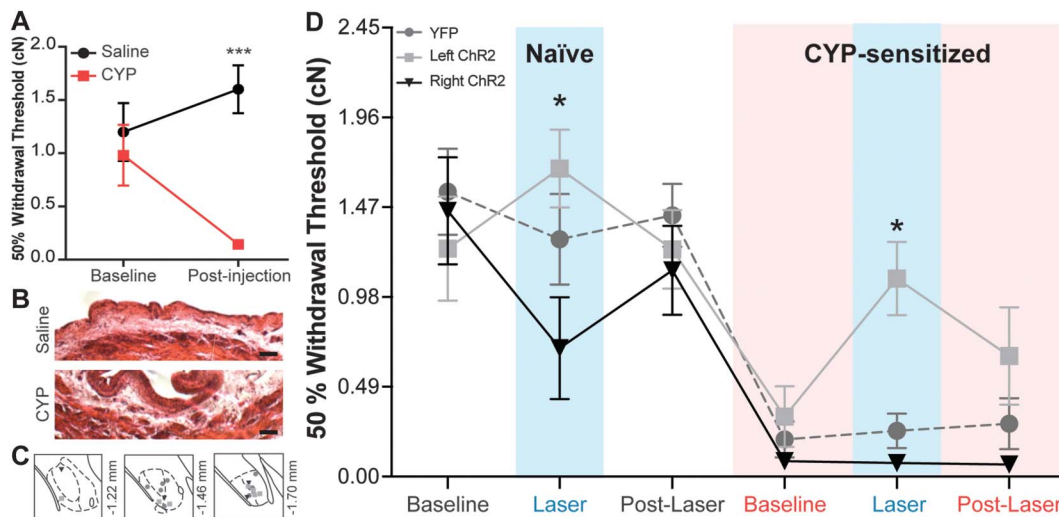 A
50% Withdrawal Threshold (cN)
2.0
1.5
1.0
0.5
0.0
Saline
CYP
***
Baseline
Post-injection
B
Saline
CYP
C
-1.22 mm
-1.46 mm
-1.70 mm
D
50 % Withdrawal Threshold (cN)
2.45
1.96
1.47
0.98
0.49
0.00
YFP
Left ChR2
Right ChR2
Naïve
CYP-sensitized
*
*
Baseline
Laser
Post-Laser
Baseline
Laser
Post-Laser